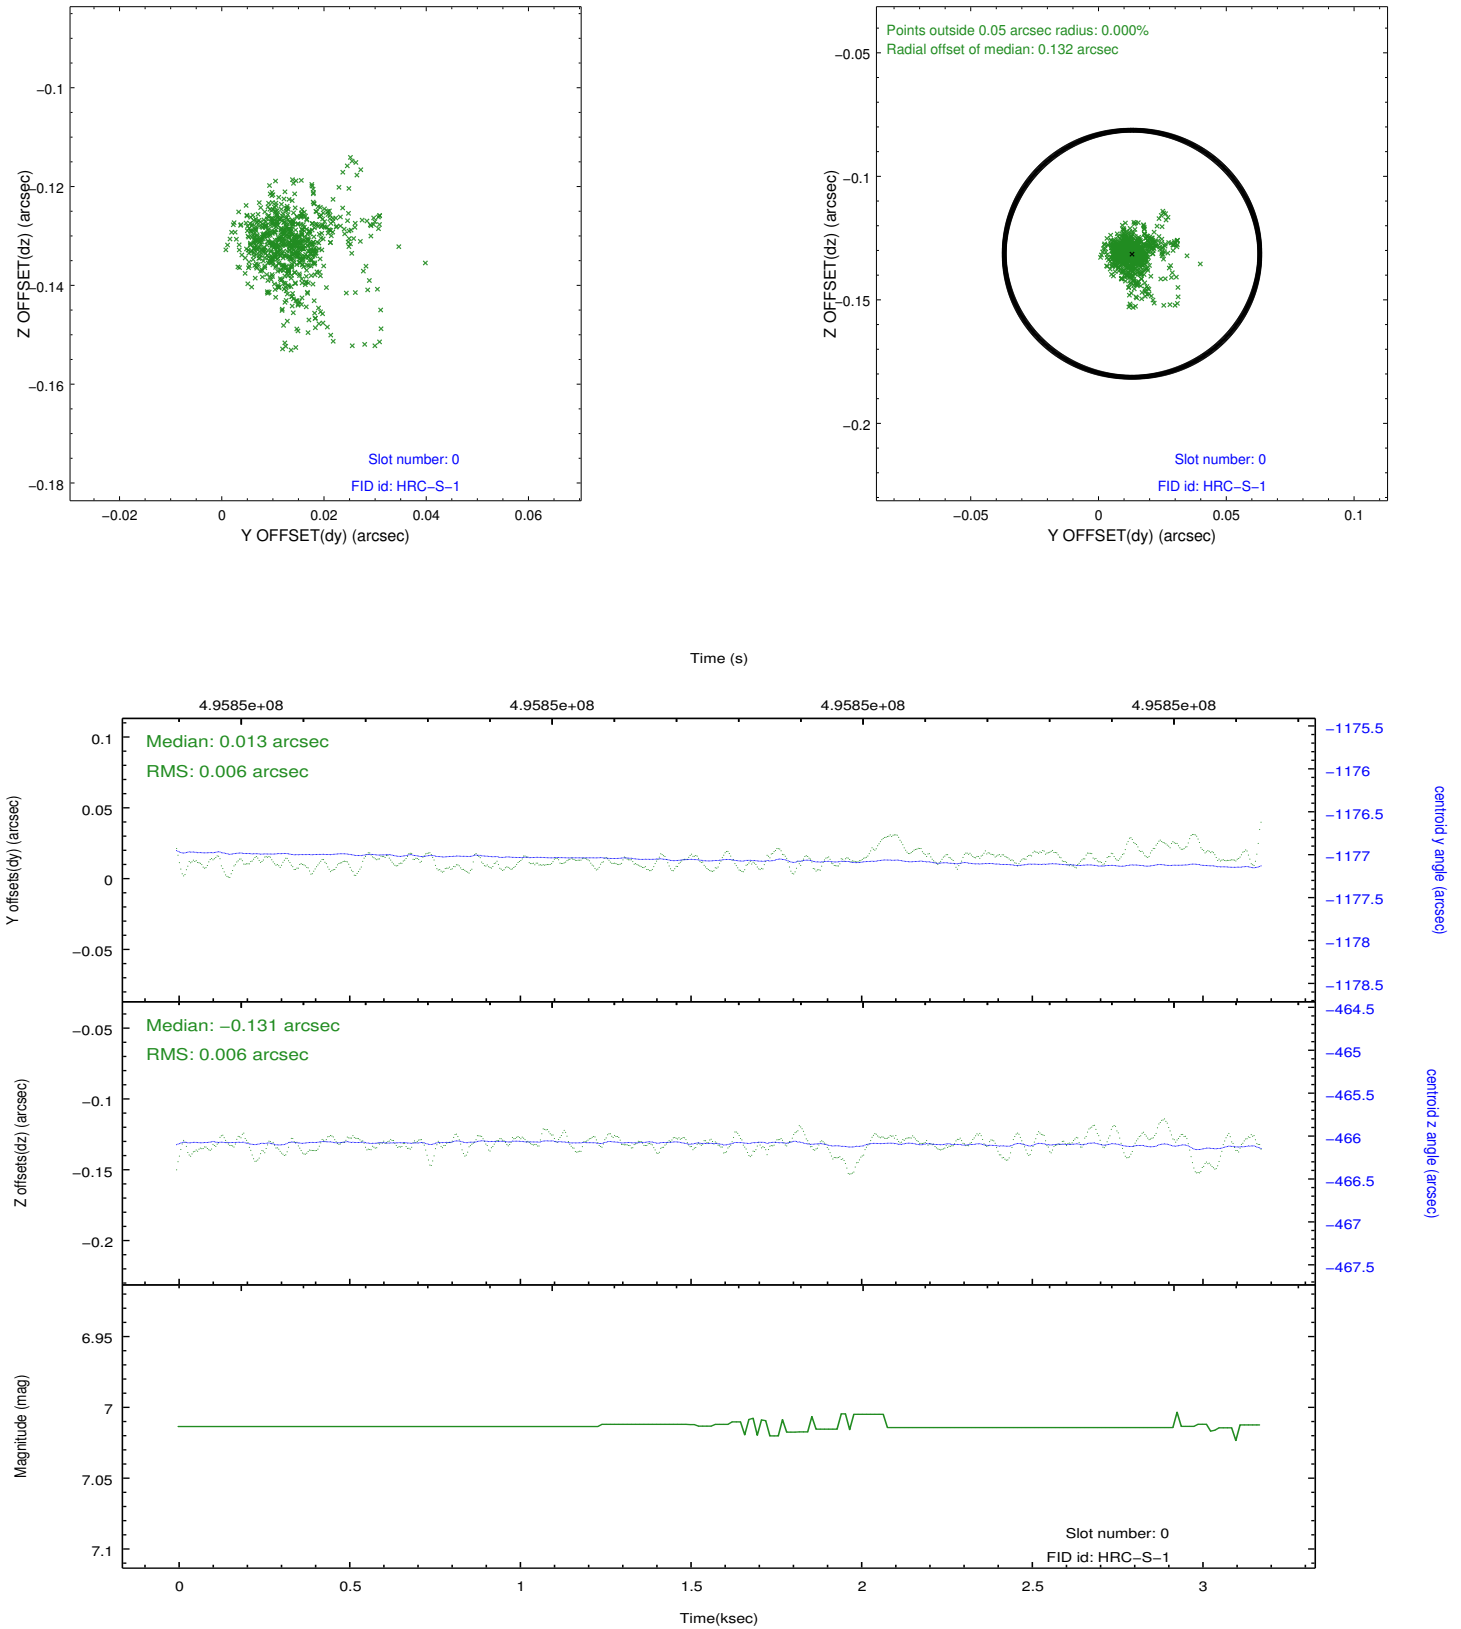 −0.1
−0.12
−0.14
−0.16
−0.18
Z OFFSET(dz) (arcsec)
Slot number: 0
FID id: HRC−S−1
−0.02
0
0.02
0.04
0.06
Y OFFSET(dy) (arcsec)
Points outside 0.05 arcsec radius: 0.000%
Radial offset of median: 0.132 arcsec
−0.05
−0.1
−0.15
−0.2
Z OFFSET(dz) (arcsec)
Slot number: 0
FID id: HRC−S−1
−0.05
0
0.05
0.1
Y OFFSET(dy) (arcsec)
Time (s)
4.9585e+08
4.9585e+08
4.9585e+08
4.9585e+08
Median: 0.013 arcsec
RMS: 0.006 arcsec
0.1
0.05
0
−0.05
Y offsets(dy) (arcsec)
−1175.5
−1176
−1176.5
−1177
−1177.5
−1178
−1178.5
centroid y angle (arcsec)
Median: −0.131 arcsec
RMS: 0.006 arcsec
−0.05
−0.1
−0.15
−0.2
Z offsets(dz) (arcsec)
−464.5
−465
−465.5
−466
−466.5
−467
−467.5
centroid z angle (arcsec)
6.95
7
7.05
7.1
Magnitude (mag)
Slot number: 0
FID id: HRC−S−1
0
0.5
1
1.5
2
2.5
3
Time(ksec)